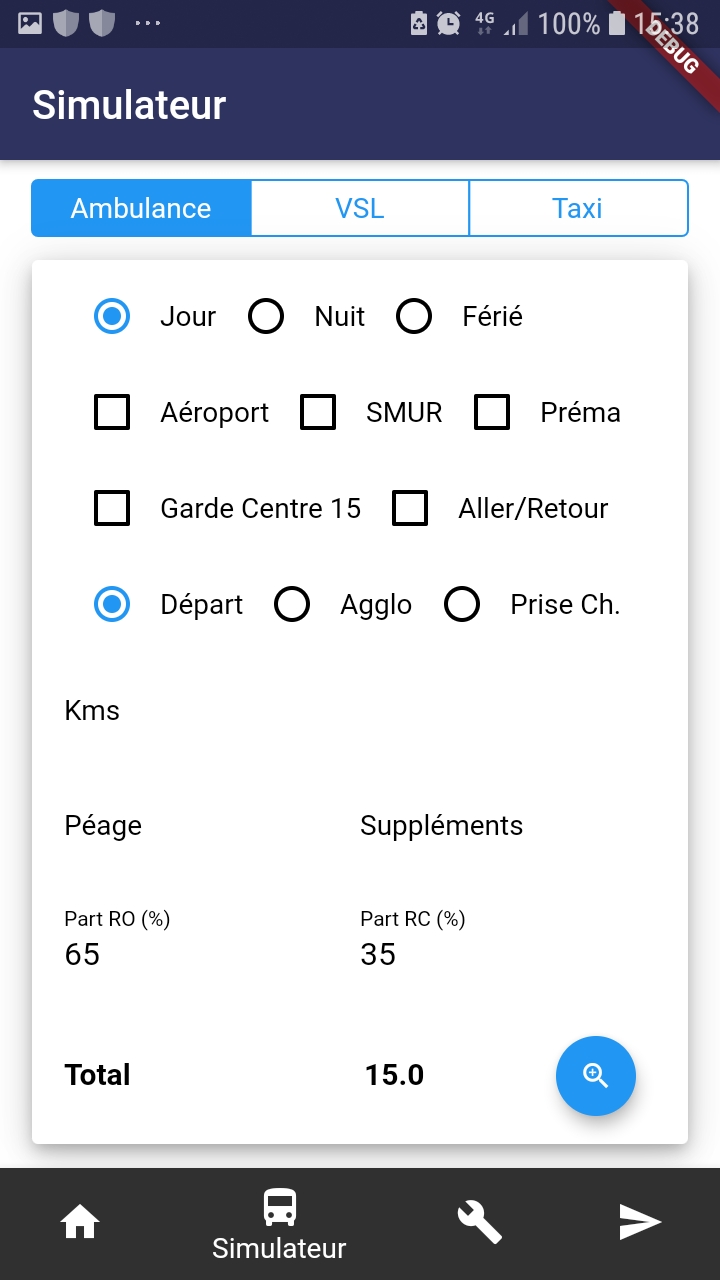 4G 100% 15:38
DEBUG
Simulateur
Ambulance VSL Taxi
Jour Nuit Férié
Aéroport SMUR Préma
Garde Centre 15 Aller/Retour
Départ Agglo Prise Ch.
Kms
Péage Suppléments
Part RO (%) Part RC (%)
65 35
Total 15.0
Simulateur